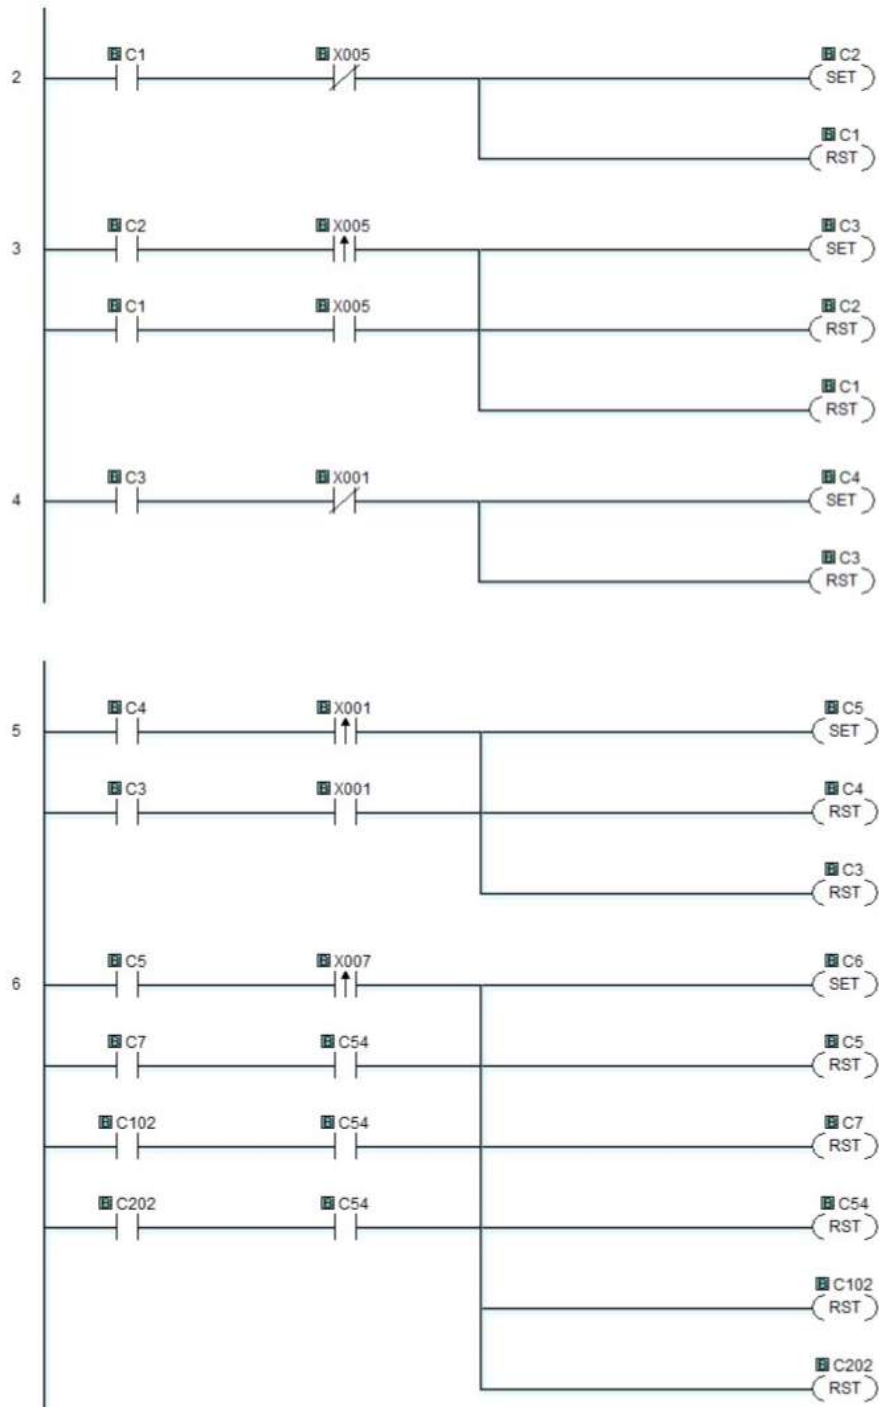 C1 X005 C2
2 SET
C1
RST
C2 X005 C3
3 SET
C1 X005 C2
RST
C1
RST
C3 X001 C4
4 SET
C3
RST
C4 X001 C5
5 SET
C3 X001 C4
RST
C3
RST
C5 X007 C6
6 SET
C7 C54 C5
RST
C102 C54 C7
RST
C202 C54 C54
RST
C102
RST
C202
RST